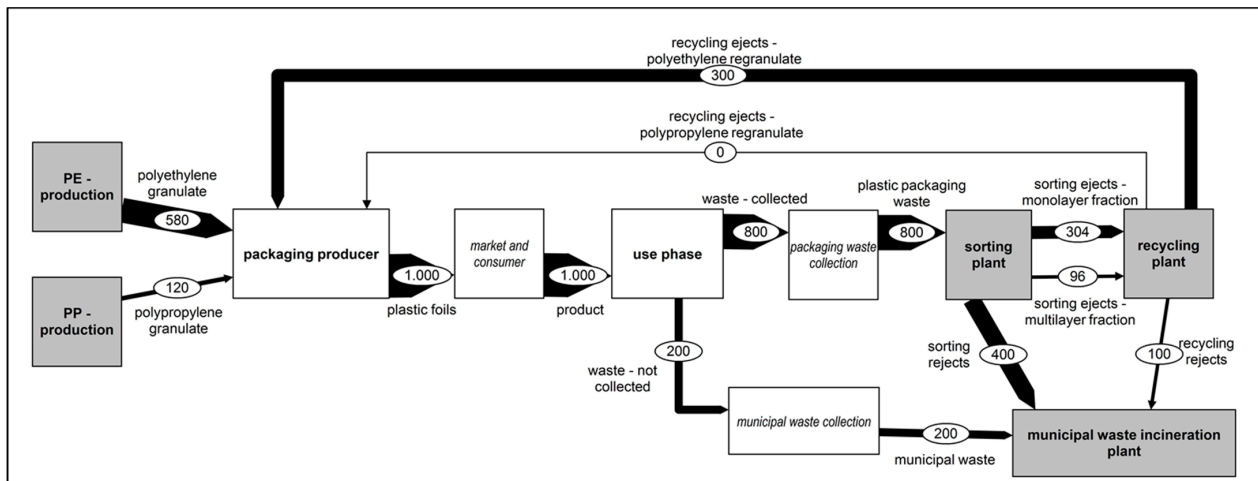 recycling ejects -
polyethylene regranulate
300
recycling ejects -
polypropylene regranulate
0
PE -
production
polyethylene
granulate
580
PP -
production
120
polypropylene
granulate
packaging producer
1.000
plastic foils
market and
consumer
1.000
product
use phase
waste - collected
800
packaging waste
collection
plastic packaging
waste
800
sorting
plant
sorting ejects -
monolayer fraction
304
96
sorting ejects -
multilayer fraction
recycling
plant
200
waste - not
collected
municipal waste collection
200
municipal waste
sorting
rejects
400
100
recycling
rejects
municipal waste incineration
plant